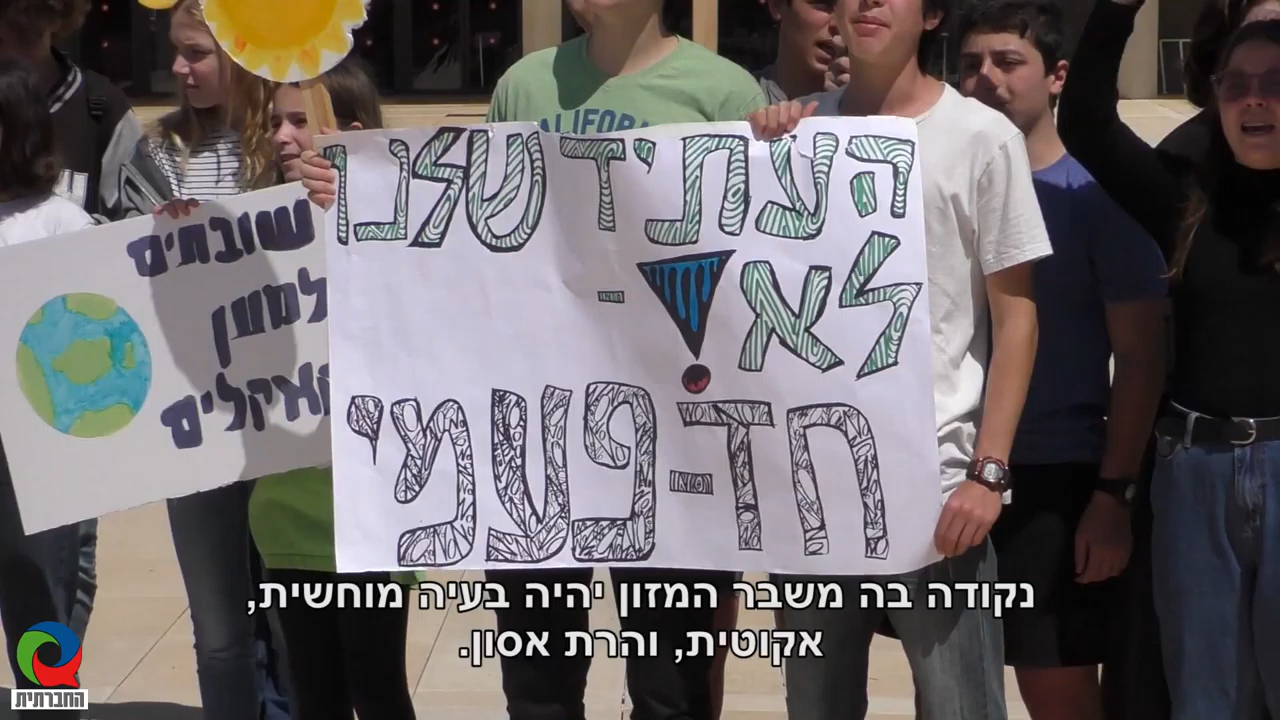 העתיד שלנו
לא
חד-פעמי
שובתים
למען
האקלים
CALIFOR
נקודה בה משבר המזון יהיה בעיה מוחשית,
אקוטית, והרת אסון.
החברתית